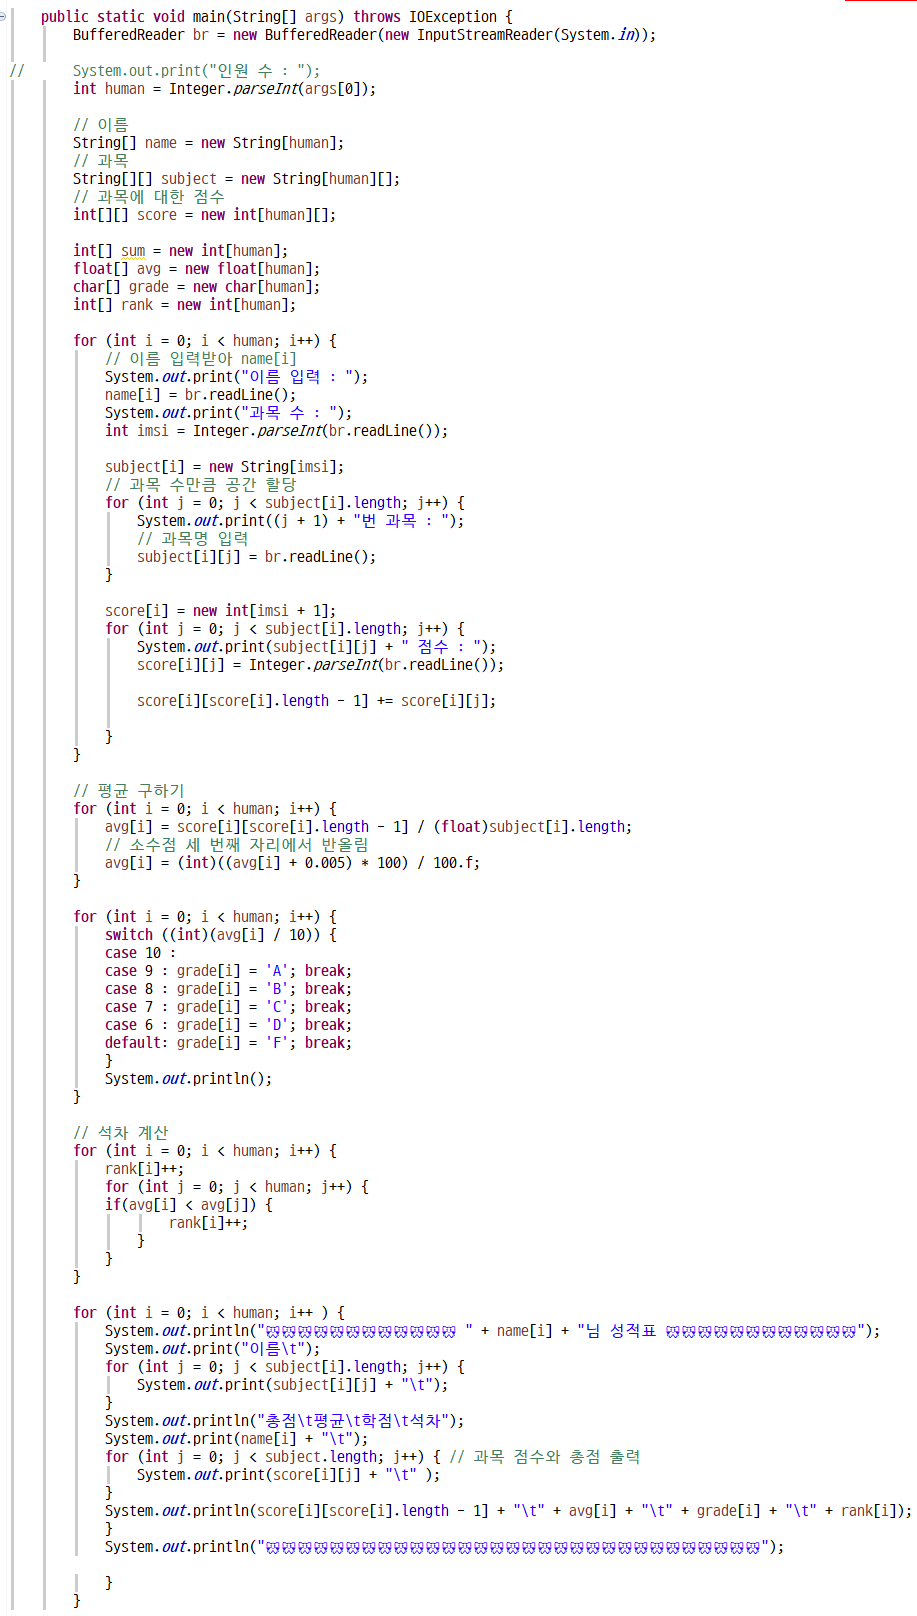 public static void main(String[] args) throws IOException {
BufferedReader br = new BufferedReader(new InputStreamReader(System.in));
// System.out.print("인원 수 : ");
int human = Integer.parseInt(args[0]);
// 이름
String[] name = new String[human];
// 과목
String[][] subject = new String[human][];
// 과목에 대한 점수
int[][] score = new int[human][];
int[] sum = new int[human];
float[] avg = new float[human];
char[] grade = new char[human];
int[] rank = new int[human];
for (int i = 0; i < human; i++) {
// 이름 입력받아 name[i]
System.out.print("이름 입력 : ");
name[i] = br.readLine();
System.out.print("과목 수 : ");
int imsi = Integer.parseInt(br.readLine());
subject[i] = new String[imsi];
// 과목 수만큼 공간 할당
for (int j = 0; j < subject[i].length; j++) {
System.out.print((j + 1) + "번 과목 : ");
// 과목명 입력
subject[i][j] = br.readLine();
}
score[i] = new int[imsi + 1];
for (int j = 0; j < subject[i].length; j++) {
System.out.print(subject[i][j] + " 점수 : ");
score[i][j] = Integer.parseInt(br.readLine());
score[i][score[i].length - 1] += score[i][j];
}
}
// 평균 구하기
for (int i = 0; i < human; i++) {
avg[i] = score[i][score[i].length - 1] / (float)subject[i].length;
// 소수점 세 번째 자리에서 반올림
avg[i] = (int)((avg[i] + 0.005) * 100) / 100.f;
}
for (int i = 0; i < human; i++) {
switch ((int)(avg[i] / 10)) {
case 10 :
case 9 : grade[i] = 'A'; break;
case 8 : grade[i] = 'B'; break;
case 7 : grade[i] = 'C'; break;
case 6 : grade[i] = 'D'; break;
default: grade[i] = 'F'; break;
}
System.out.println();
}
// 석차 계산
for (int i = 0; i < human; i++) {
rank[i]++;
for (int j = 0; j < human; j++) {
if(avg[i] < avg[j]) {
rank[i]++;
}
}
}
for (int i = 0; i < human; i++ ) {
System.out.println(" " + name[i] + "님 성적표 ");
System.out.print("이름\t");
for (int j = 0; j < subject[i].length; j++) {
System.out.print(subject[i][j] + "\t");
}
System.out.println("총점\t평균\t학점\t석차");
System.out.print(name[i] + "\t");
for (int j = 0; j < subject.length; j++) { // 과목 점수와 총점 출력
System.out.print(score[i][j] + "\t" );
}
System.out.println(score[i][score[i].length - 1] + "\t" + avg[i] + "\t" + grade[i] + "\t" + rank[i]);
}
System.out.println("");
}
}